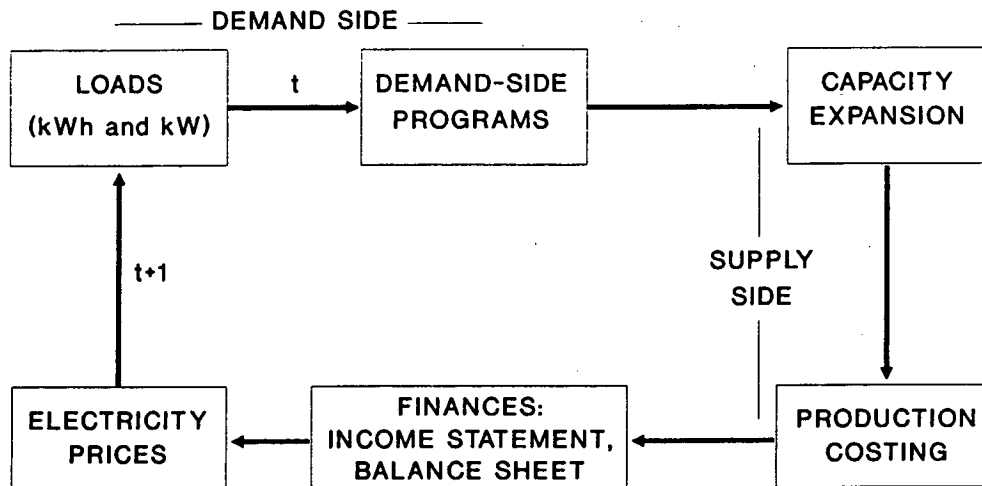 DEMAND SIDE
LOADS
(kWh and kW)
t
DEMAND-SIDE
PROGRAMS
CAPACITY
EXPANSION
t+1
SUPPLY
SIDE
ELECTRICITY
PRICES
FINANCES:
INCOME STATEMENT,
BALANCE SHEET
PRODUCTION
COSTING